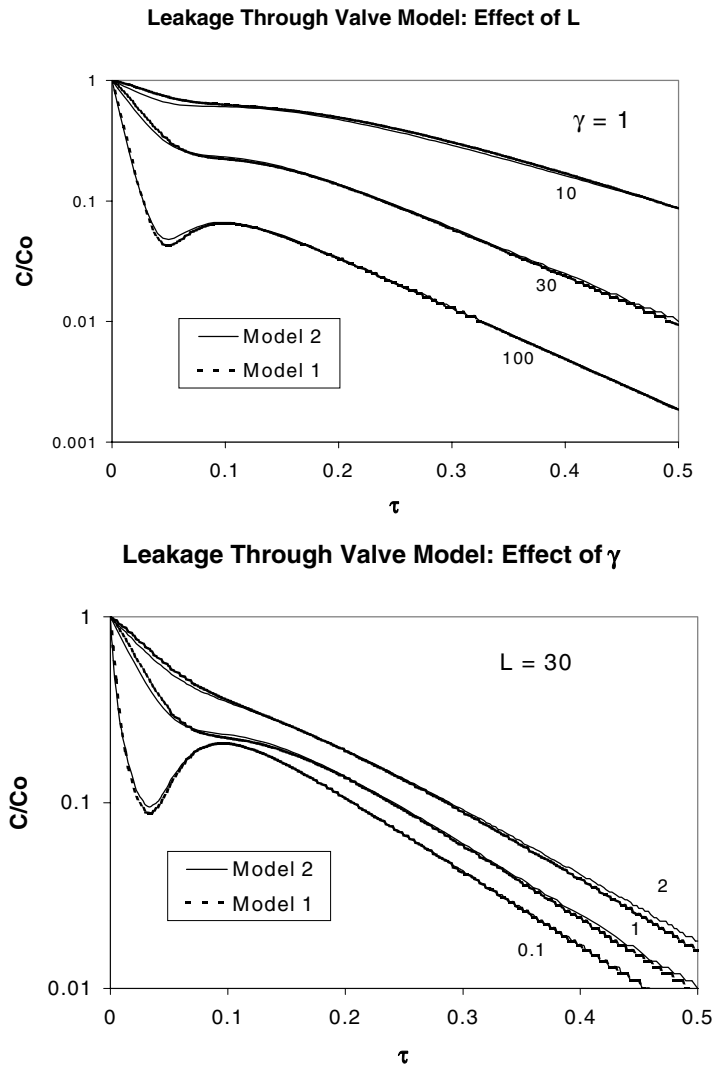 Leakage Through Valve Model: Effect of L
1
γ = 1
10
0.1
C/Co
30
0.01
Model 2
100
Model 1
0.001
0 0.1 0.2 0.3 0.4 0.5
τ
Leakage Through Valve Model: Effect of γ
1
L = 30
C/Co
0.1
Model 2
2
Model 1
1
0.1
0.01
0 0.1 0.2 0.3 0.4 0.5
τ